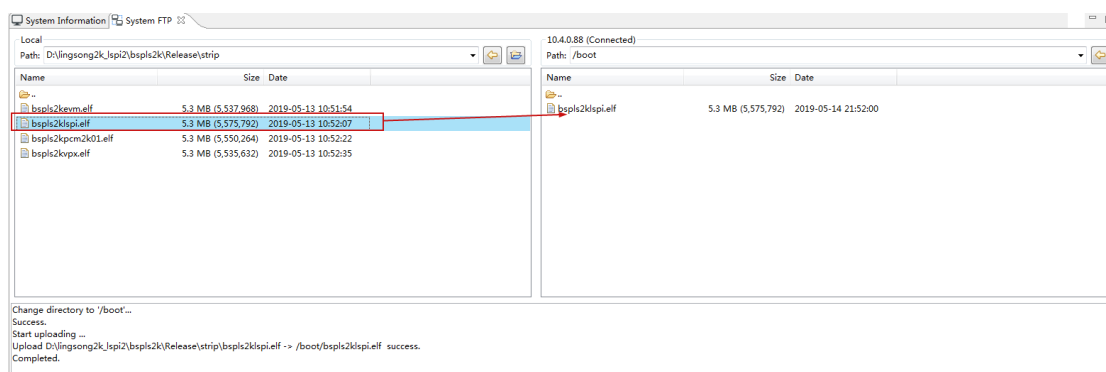 System Information System FTP
Local
Path: D:\lingsong2k_lspi2\bspls2k\Release\strip
Name Size Date
..
bspls2kevm.elf 5.3 MB (5,537,968) 2019-05-13 10:51:54
bspls2klspi.elf 5.3 MB (5,575,792) 2019-05-13 10:52:07
bspls2kpcm2k01.elf 5.3 MB (5,550,264) 2019-05-13 10:52:22
bspls2kvpx.elf 5.3 MB (5,535,632) 2019-05-13 10:52:35
10.4.0.88 (Connected)
Path: /boot
Name Size Date
..
bspls2klspi.elf 5.3 MB (5,575,792) 2019-05-14 21:52:00
Change directory to '/boot'...
Success.
Start uploading ...
Upload D:\lingsong2k_lspi2\bspls2k\Release\strip\bspls2klspi.elf -> /boot/bspls2klspi.elf success.
Completed.